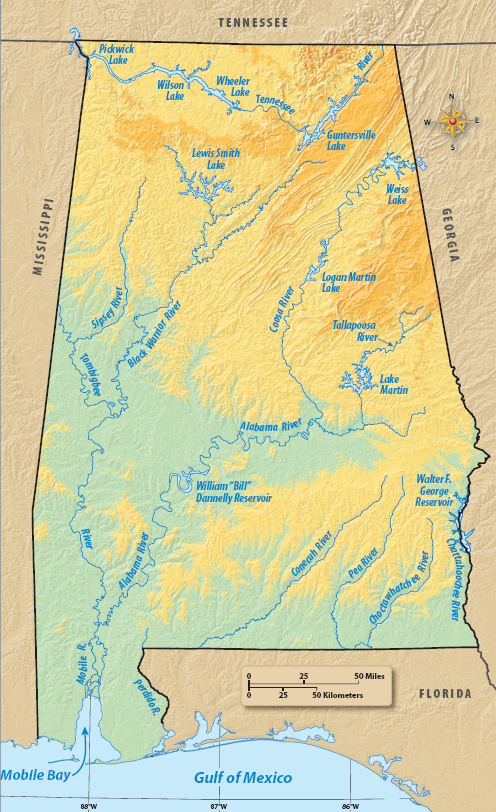 TENNESSEE
Pickwick
Lake
Wilson
Lake
Wheeler
Lake
Tennessee
River
Guntersville
Lake
N
W
E
S
Lewis Smith
Lake
Weiss
Lake
MISSISSIPPI
GEORGIA
Logan Martin
Lake
Sipsey River
Black Warrior River
Coosa River
Tallapoosa
River
Tombigbee
Lake
Martin
Alabama River
William "Bill"
Dannelly Reservoir
Walter F.
George
Reservoir
River
Alabama River
Conecuh River
Pea River
Choctawhatchee River
Chattahoochee River
Mobile R.
Perdido R.
0 25 50 Miles
0 25 50 Kilometers
FLORIDA
Mobile Bay
Gulf of Mexico
88°W
87°W
86°W